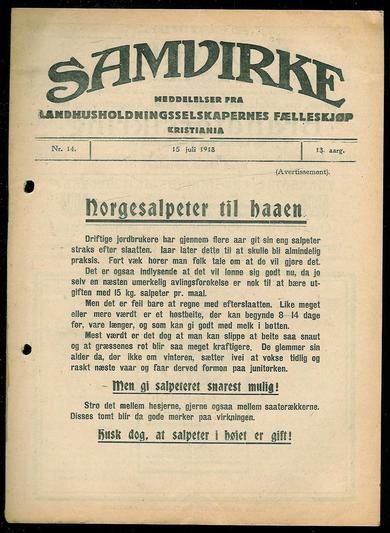 SAMVIRKE
MEDDELELSER FRA
LANDHUSHOLDNINGSSELSKAPERNES FÆLLESKJØP
KRISTIANIA
Nr. 14. 15 juli 1918 13. aarg.
(Avertissement).
Norgesalpeter til haaen
Driftige jordbrukere har gjennem flere aar git sin eng salpeter
straks efter slaatten. Iaar later dette til at skulle bli almindelig
praksis. Fort væk hører man folk tale om at de vil gjøre det.
Det er ogsaa indlysende at det vil lønne sig godt nu, da jo
selv en næsten umerkelig avlingsforøkelse er nok til at bære ut-
giften med 15 kg. salpeter pr. maal.
Men det er feil bare at regne med efterslaatten. Like meget
eller mere værdt er et høstbeite, der kan begynde 8–14 dage
før, vare længer, og som kan gi godt med melk i bøtten.
Mest værdt er det dog at man kan slippe at beite saa snaut
og at græssenes rot blir saa meget kraftigere. De glemmer sin
alder da, dør ikke om vinteren, sætter ivei at vokse tidlig og
raskt næste vaar og faar derved formon paa junitørken.
Men gi salpeteret snarest mulig!
Strø det mellem hesjerne, gjerne ogsaa mellem saaterækkerne.
Disses tomt blir da gode merker paa virkningen.
Husk dog, at salpeter i høiet er gift!